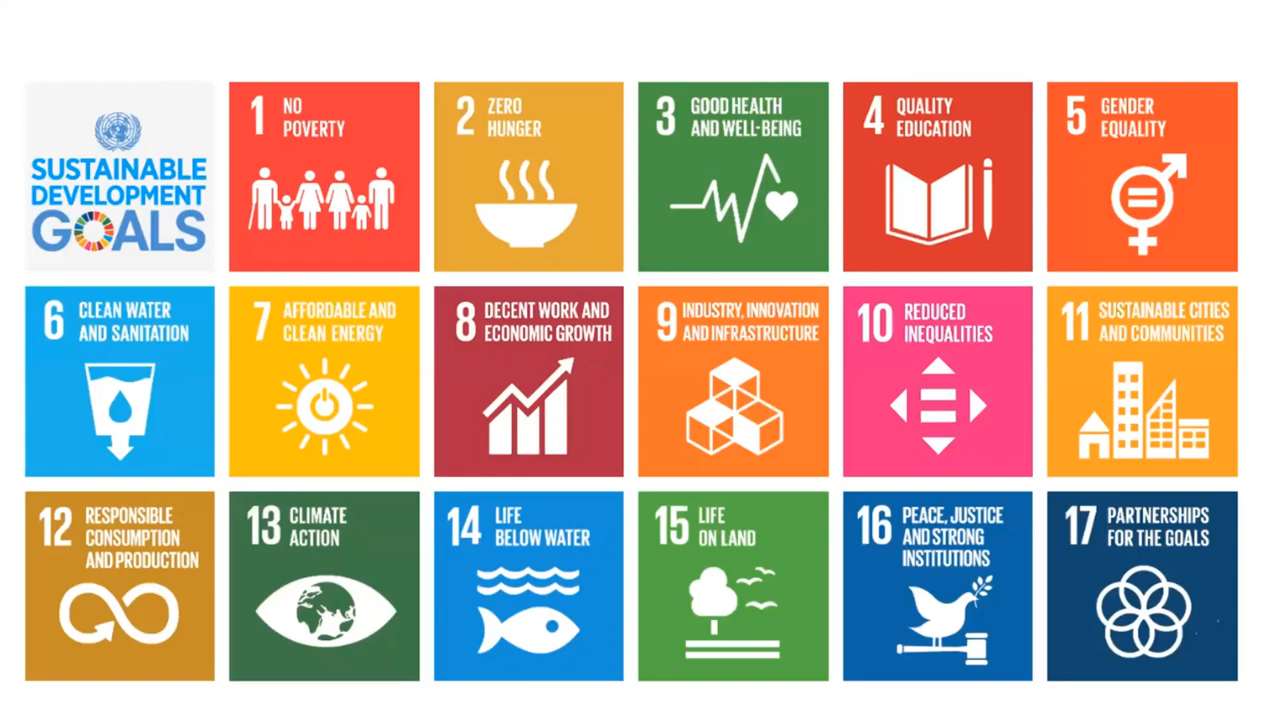 SUSTAINABLE
DEVELOPMENT
GOALS
1 NO
POVERTY
2 ZERO
HUNGER
3 GOOD HEALTH
AND WELL-BEING
4 QUALITY
EDUCATION
5 GENDER
EQUALITY
6 CLEAN WATER
AND SANITATION
7 AFFORDABLE AND
CLEAN ENERGY
8 DECENT WORK AND
ECONOMIC GROWTH
9 INDUSTRY, INNOVATION
AND INFRASTRUCTURE
10 REDUCED
INEQUALITIES
11 SUSTAINABLE CITIES
AND COMMUNITIES
12 RESPONSIBLE
CONSUMPTION
AND PRODUCTION
13 CLIMATE
ACTION
14 LIFE
BELOW WATER
15 LIFE
ON LAND
16 PEACE, JUSTICE
AND STRONG
INSTITUTIONS
17 PARTNERSHIPS
FOR THE GOALS